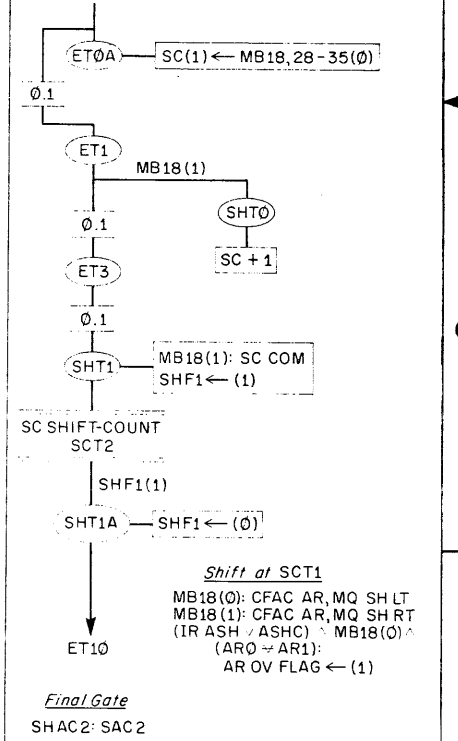 ETØA
SC(1) ← MB18,28-35(Ø)
Ø.1
ET1
MB18(1)
SHTØ
SC + 1
Ø.1
ET3
Ø.1
SHT1
MB18(1): SC COM
SHF1 ← (1)
SC SHIFT-COUNT
SCT2
SHF1(1)
SHT1A
SHF1 ← (Ø)
ET1Ø
Shift at SCT1
MB18(Ø): CFAC AR, MQ SH LT
MB18(1): CFAC AR, MQ SH RT
(IR ASH ∨ ASHC) ∧ MB18(Ø) ∧
(ARØ ⩝ AR1):
AR OV FLAG ← (1)
Final Gate
SHAC2: SAC2